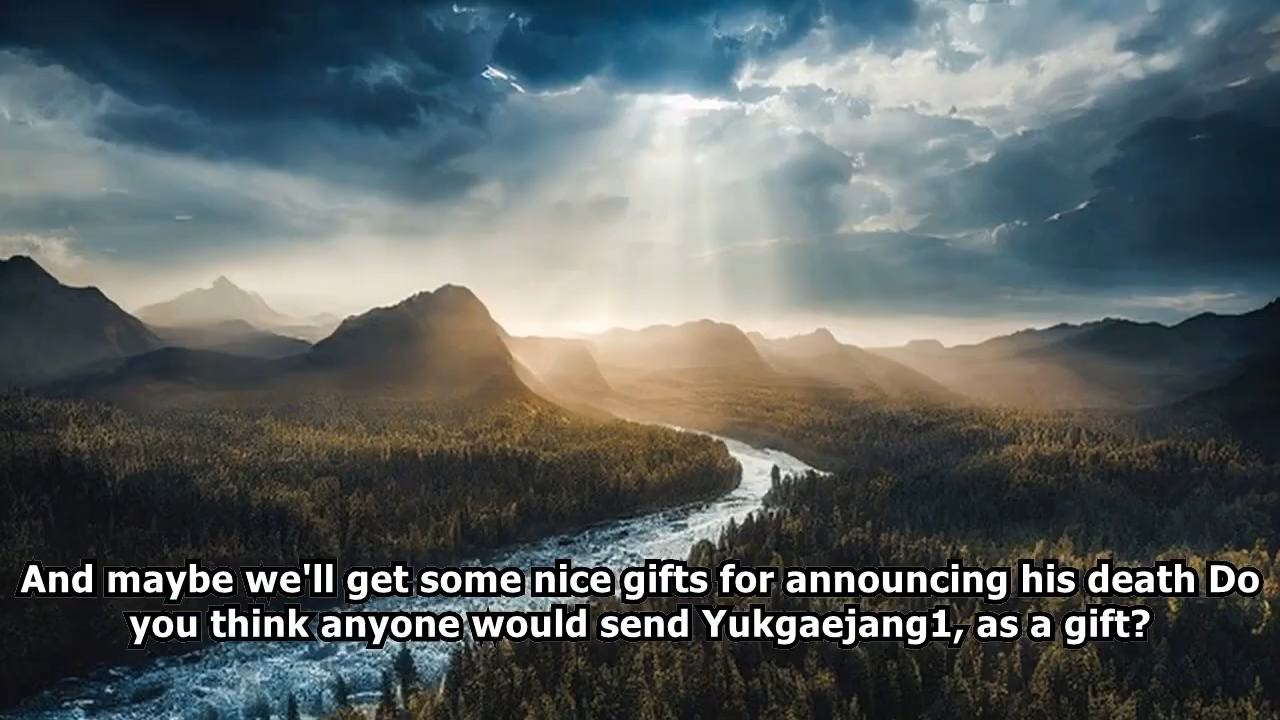 And maybe we'll get some nice gifts for announcing his death Do
you think anyone would send Yukgaejang1, as a gift?